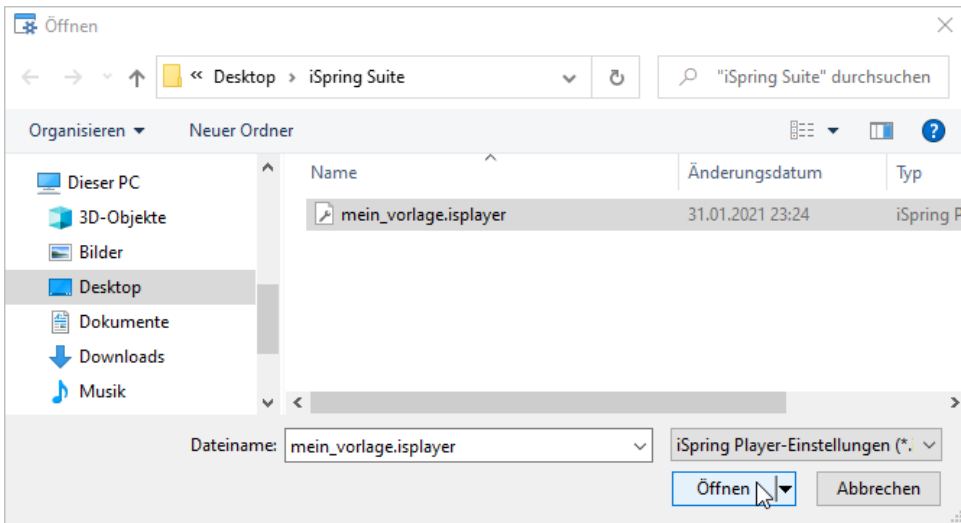 Öffnen
« Desktop › iSpring Suite
"iSpring Suite" durchsuchen
Organisieren Neuer Ordner
?
Dieser PC
3D-Objekte
Bilder
Desktop
Dokumente
Downloads
Musik
Name Änderungsdatum Typ
mein_vorlage.isplayer 31.01.2021 23:24 iSpring P
Dateiname: mein_vorlage.isplayer iSpring Player-Einstellungen (*.
Öffnen Abbrechen